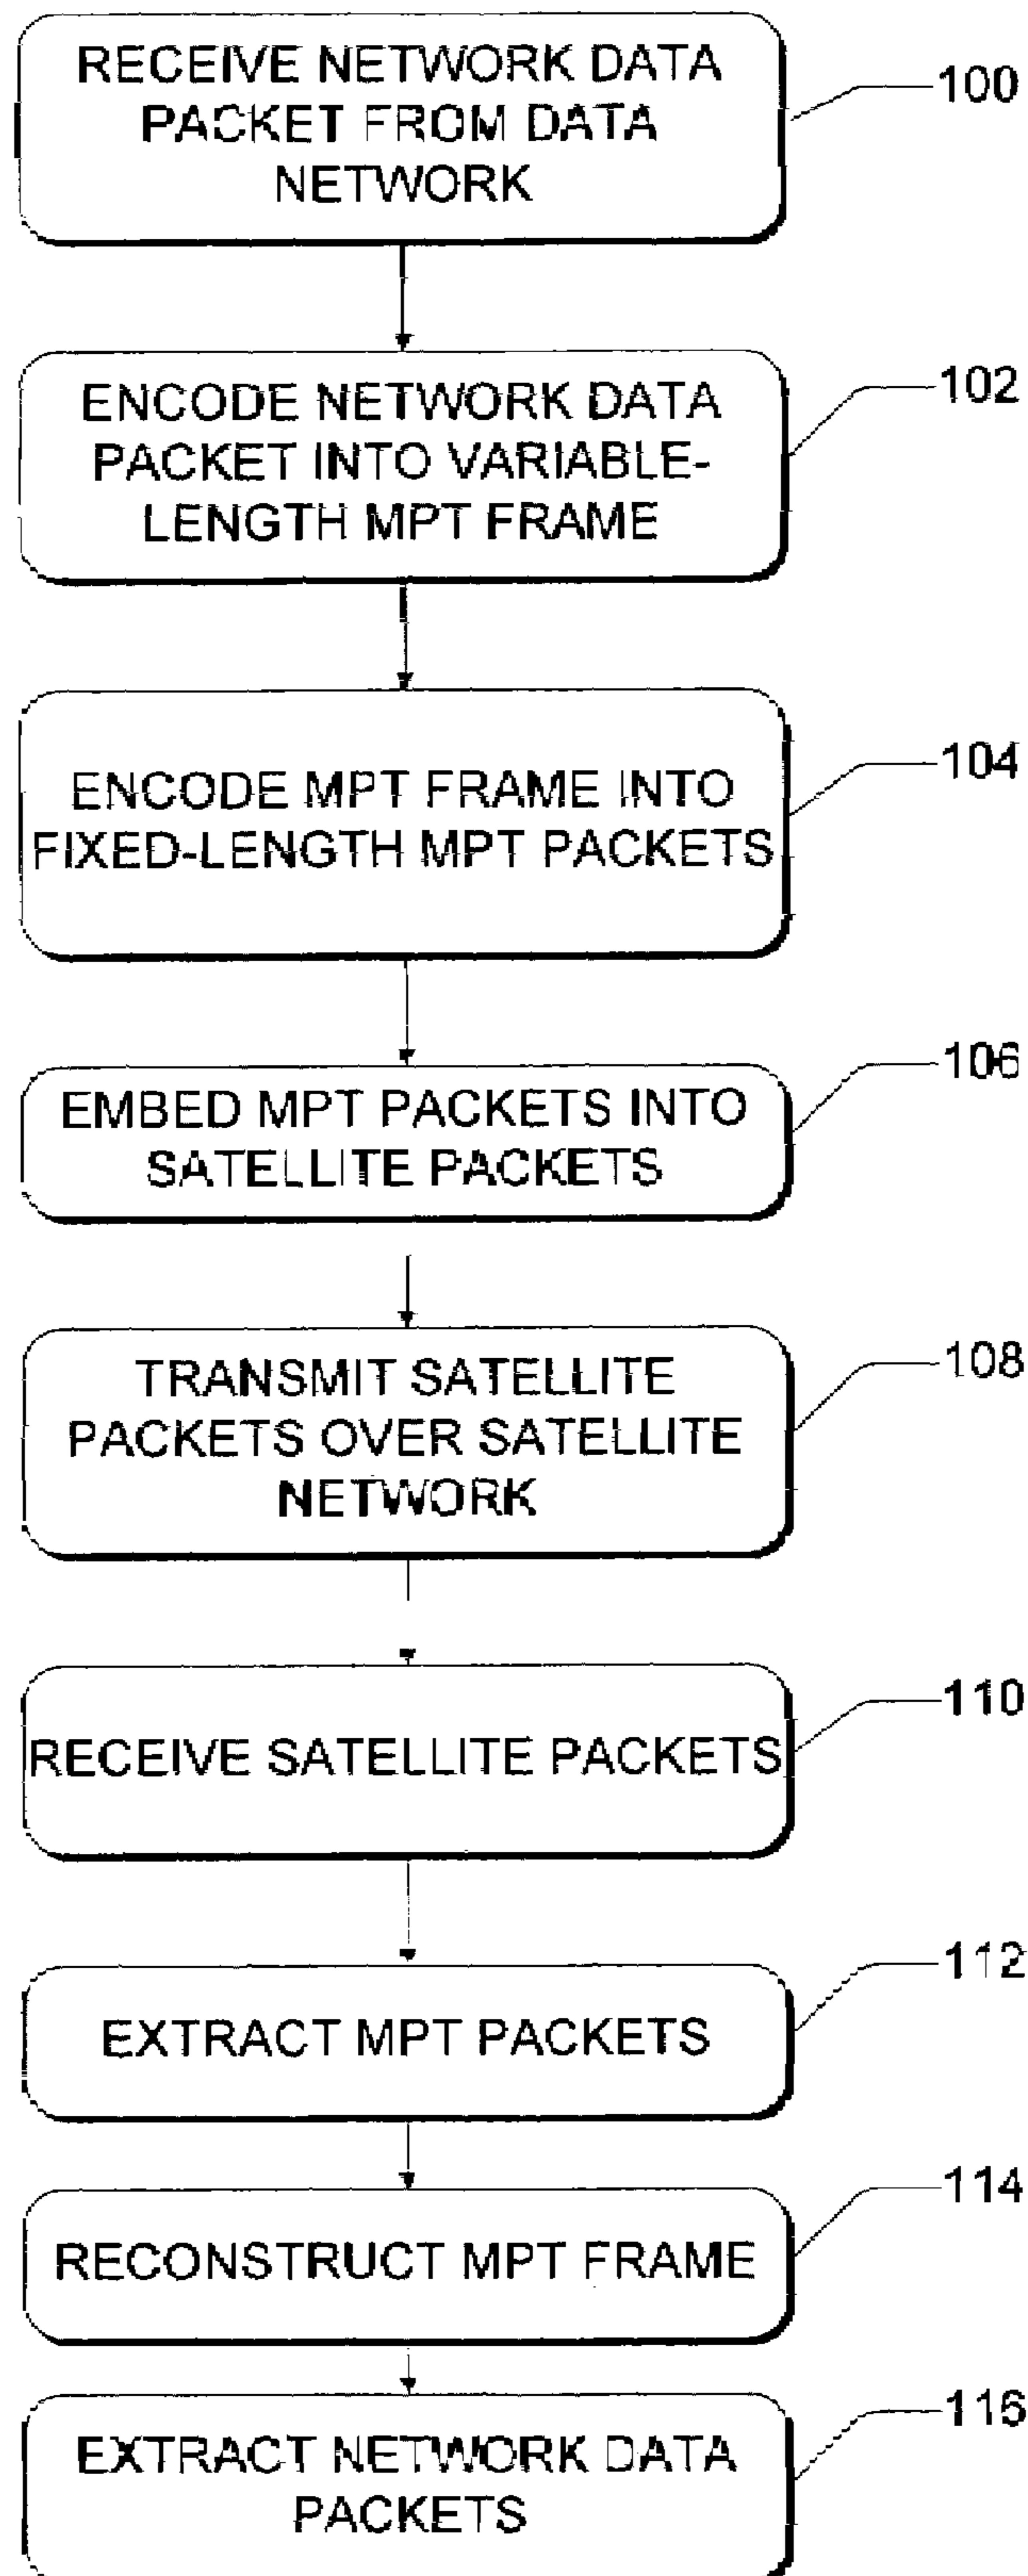 RECEIVE NETWORK DATA
PACKET FROM DATA
NETWORK
100
ENCODE NETWORK DATA
PACKET INTO VARIABLE-
LENGTH MPT FRAME
102
ENCODE MPT FRAME INTO
FIXED-LENGTH MPT PACKETS
104
EMBED MPT PACKETS INTO
SATELLITE PACKETS
106
TRANSMIT SATELLITE
PACKETS OVER SATELLITE
NETWORK
108
RECEIVE SATELLITE PACKETS
110
EXTRACT MPT PACKETS
112
RECONSTRUCT MPT FRAME
114
EXTRACT NETWORK DATA
PACKETS
116